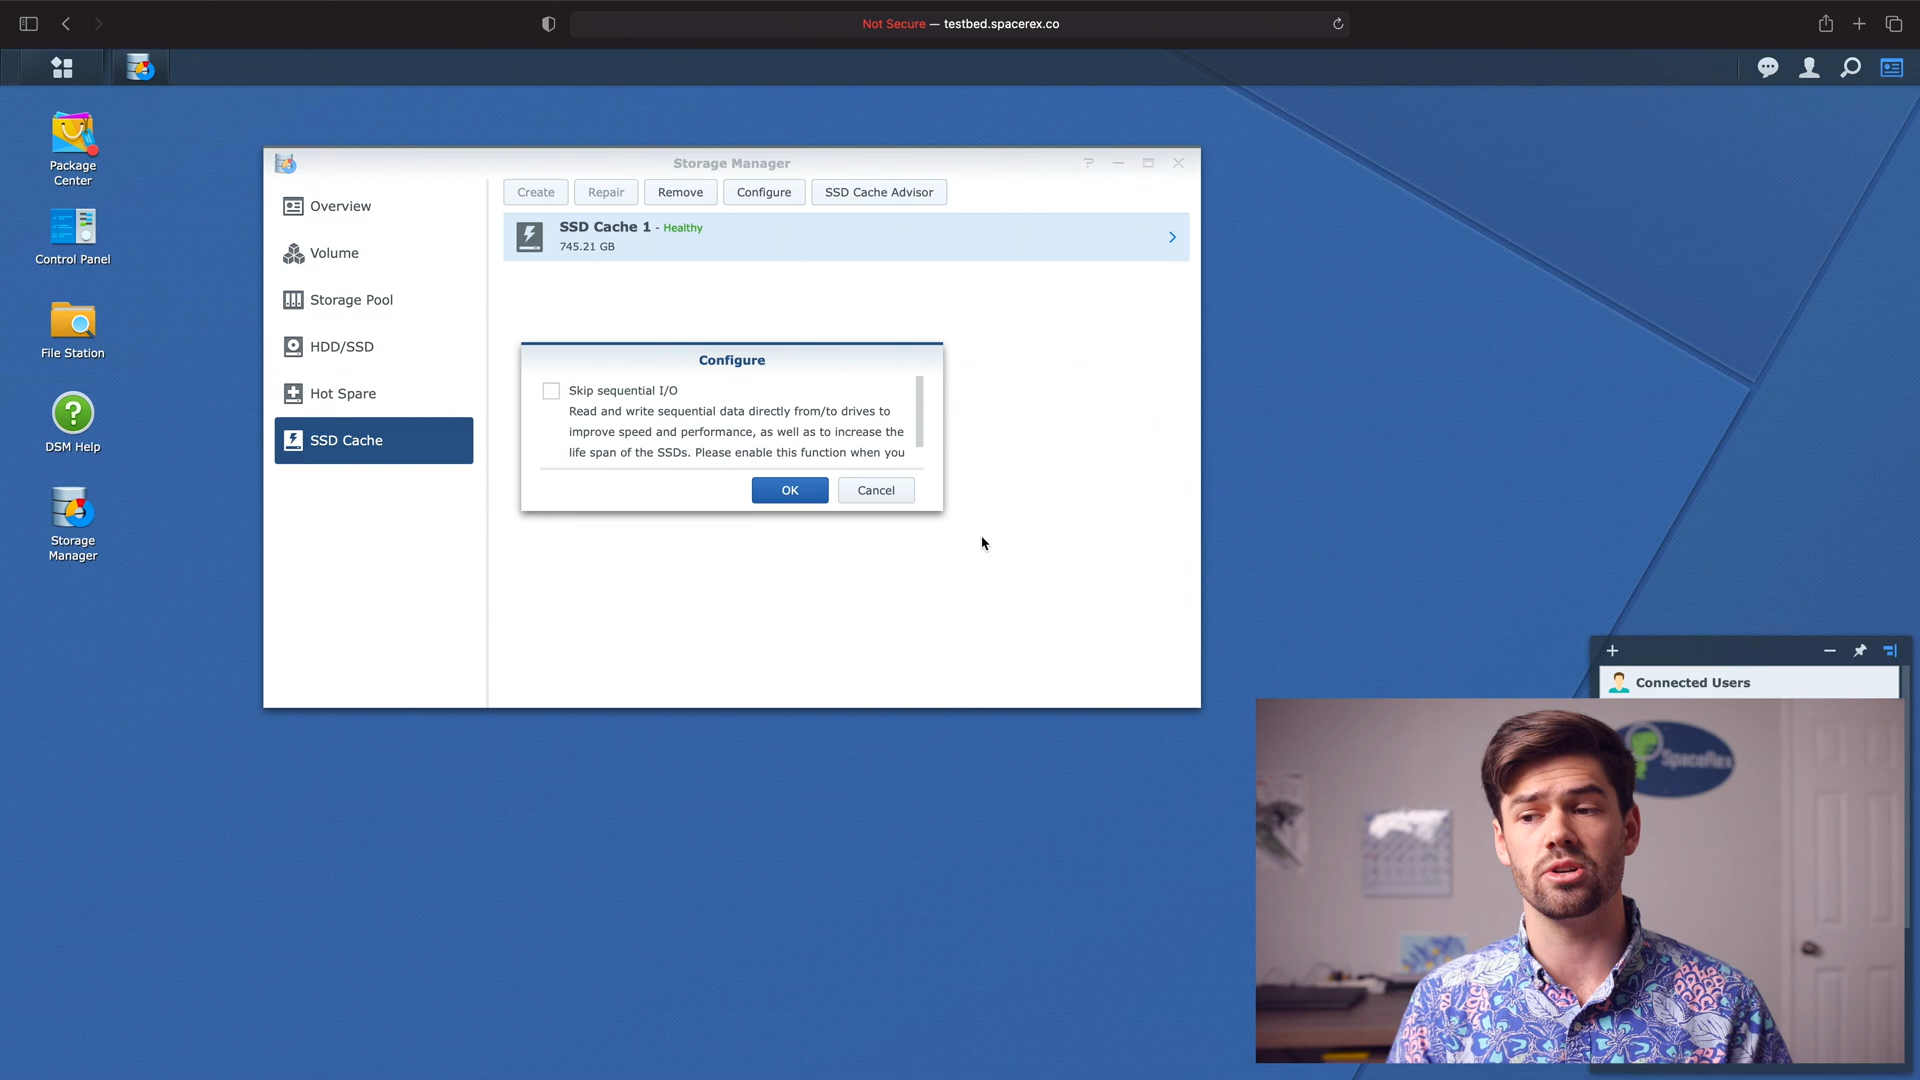 Not Secure — testbed.spacerex.co
Package
Center
Control Panel
File Station
DSM Help
Storage
Manager
Storage Manager
Overview
Volume
Storage Pool
HDD/SSD
Hot Spare
SSD Cache
Create
Repair
Remove
Configure
SSD Cache Advisor
SSD Cache 1 - Healthy
745.21 GB
Configure
Skip sequential I/O
Read and write sequential data directly from/to drives to
improve speed and performance, as well as to increase the
life span of the SSDs. Please enable this function when you
OK
Cancel
Connected Users
SpaceRex